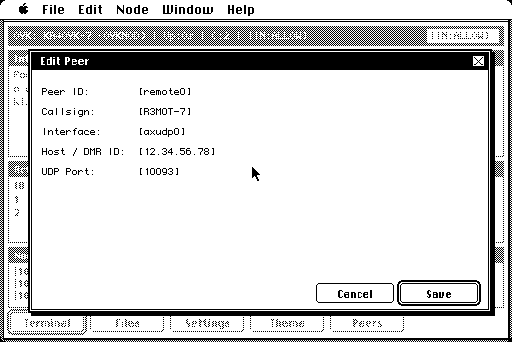 File Edit Node Window Help
Edit Peer
Peer ID: [remote0]
Callsign: [R3MOT-7]
Interface: [axudp0]
Host / DMR ID: [12.34.56.78]
UDP Port: [10093]
Cancel Save
Terminal Files Settings Theme Peers